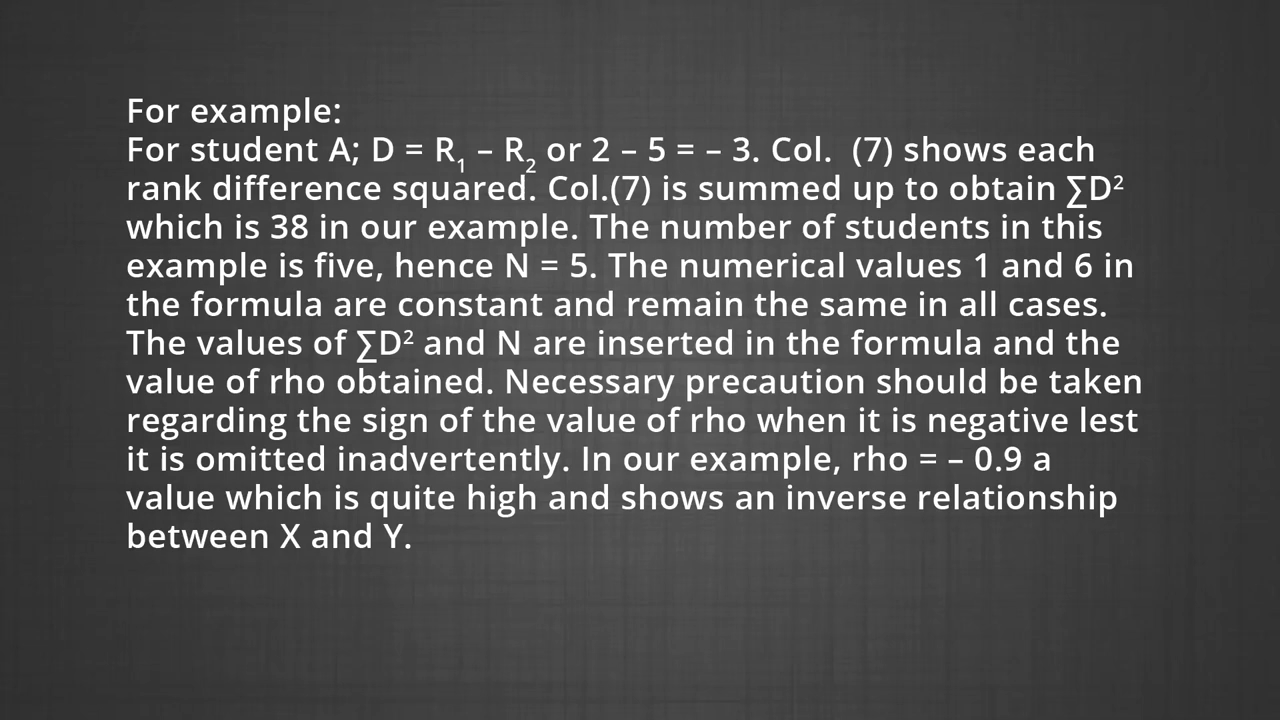 For example:
For student A; D = R₁ – R₂ or 2 – 5 = – 3. Col.  (7) shows each
rank difference squared. Col.(7) is summed up to obtain ∑D²
which is 38 in our example. The number of students in this
example is five, hence N = 5. The numerical values 1 and 6 in
the formula are constant and remain the same in all cases.
The values of ∑D² and N are inserted in the formula and the
value of rho obtained. Necessary precaution should be taken
regarding the sign of the value of rho when it is negative lest
it is omitted inadvertently. In our example, rho = – 0.9 a
value which is quite high and shows an inverse relationship
between X and Y.